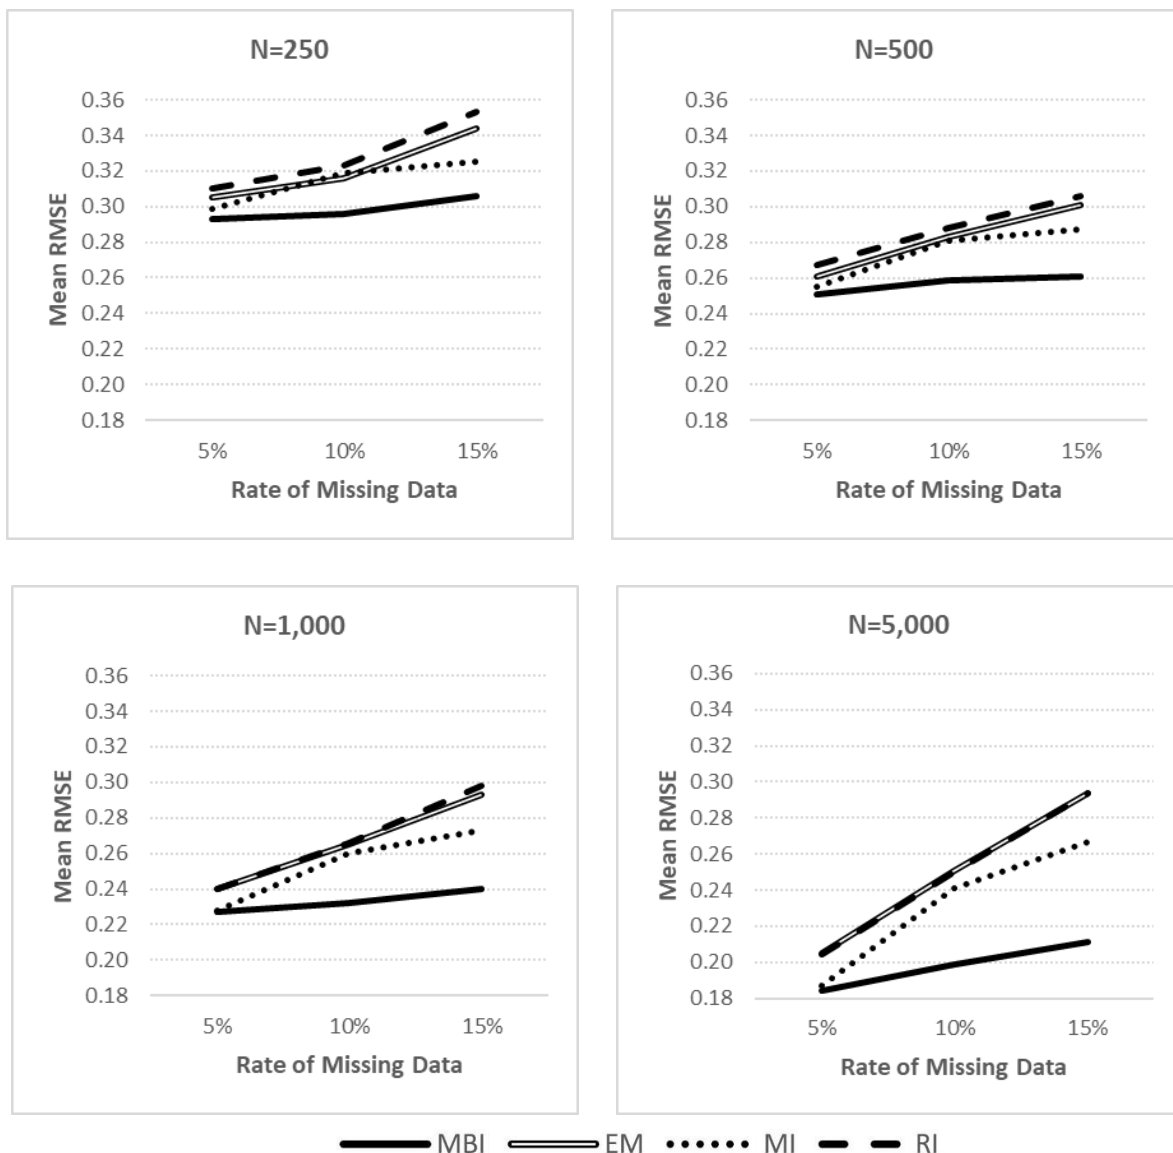 N=250
0.36
0.34
0.32
0.30
0.28
0.26
0.24
0.22
0.20
0.18
Mean RMSE
5% 10% 15%
Rate of Missing Data
N=500
0.36
0.34
0.32
0.30
0.28
0.26
0.24
0.22
0.20
0.18
Mean RMSE
5% 10% 15%
Rate of Missing Data
N=1,000
0.36
0.34
0.32
0.30
0.28
0.26
0.24
0.22
0.20
0.18
Mean RMSE
5% 10% 15%
Rate of Missing Data
N=5,000
0.36
0.34
0.32
0.30
0.28
0.26
0.24
0.22
0.20
0.18
Mean RMSE
5% 10% 15%
Rate of Missing Data
MBI EM MI RI